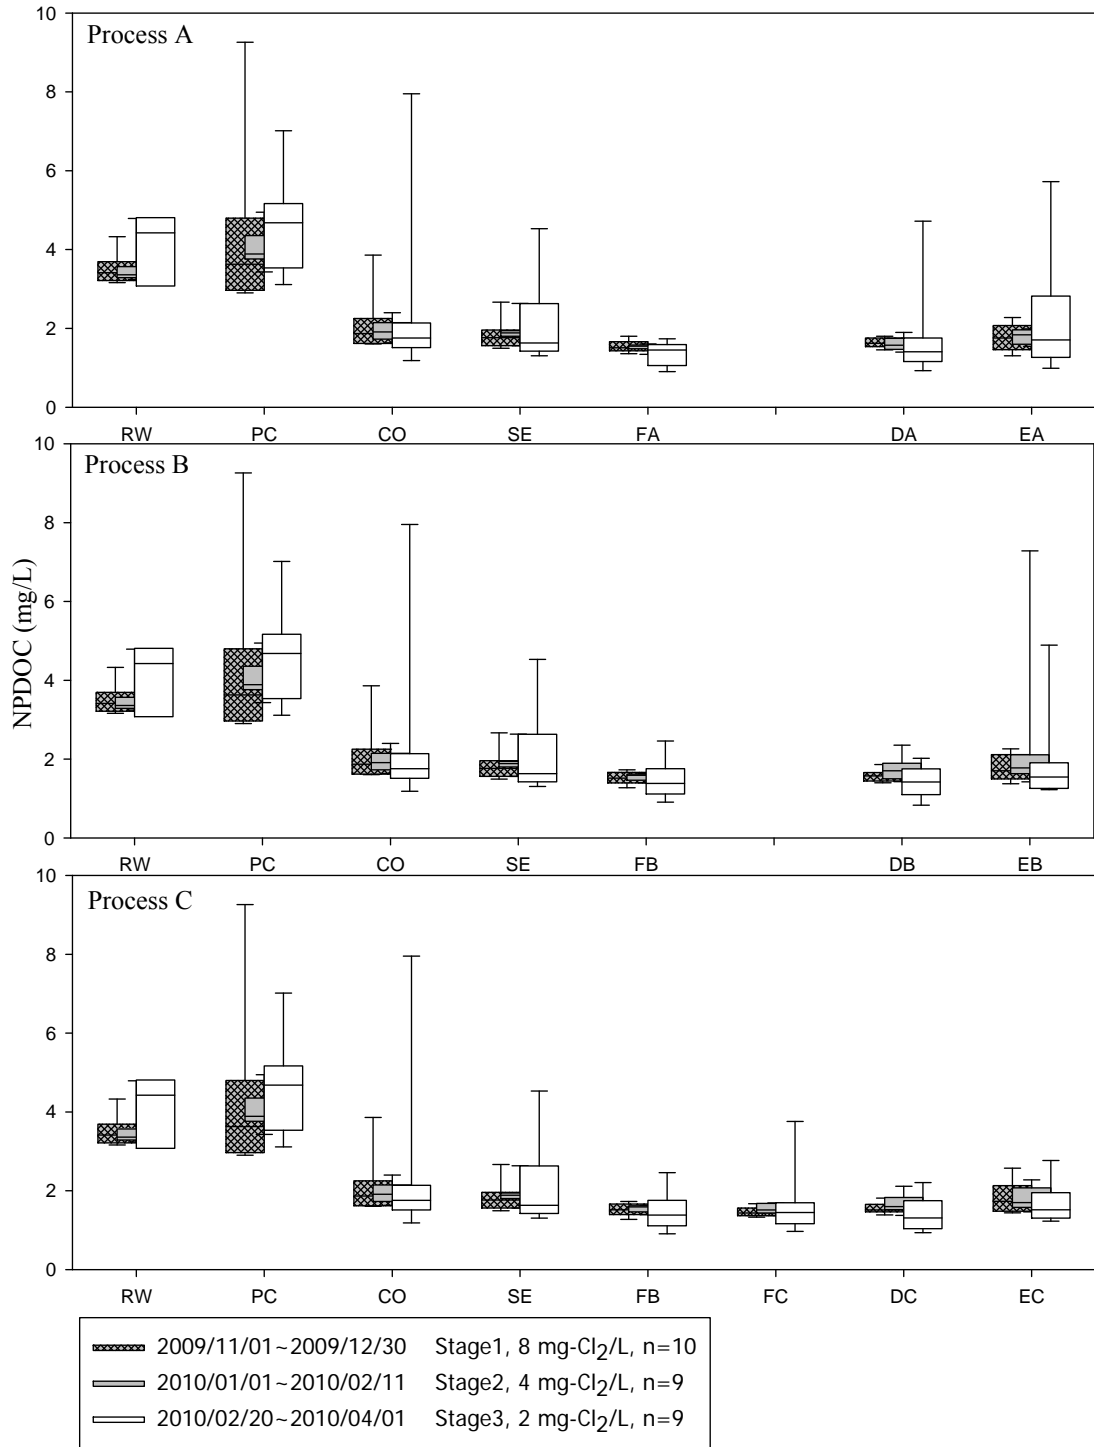 10
Process A
8
6
4
2
0
RW PC CO SE FA DA EA
10
Process B
8
6
NPDOC (mg/L)
4
2
0
RW PC CO SE FB DB EB
10
Process C
8
6
4
2
0
RW PC CO SE FB FC DC EC
2009/11/01~2009/12/30 Stage1, 8 mg-Cl2/L, n=10
2010/01/01~2010/02/11 Stage2, 4 mg-Cl2/L, n=9
2010/02/20~2010/04/01 Stage3, 2 mg-Cl2/L, n=9